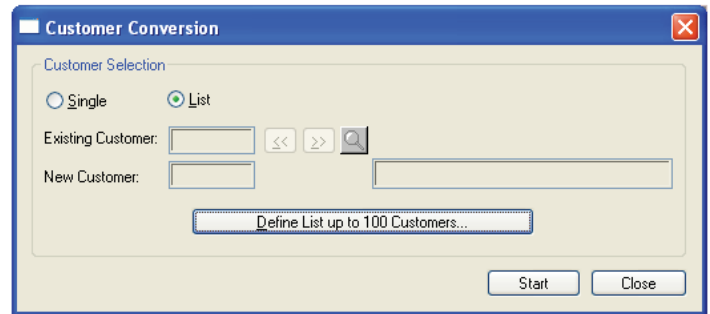 Customer Conversion
Customer Selection
Single List
Existing Customer: << >>
New Customer:
Define List up to 100 Customers...
Start Close